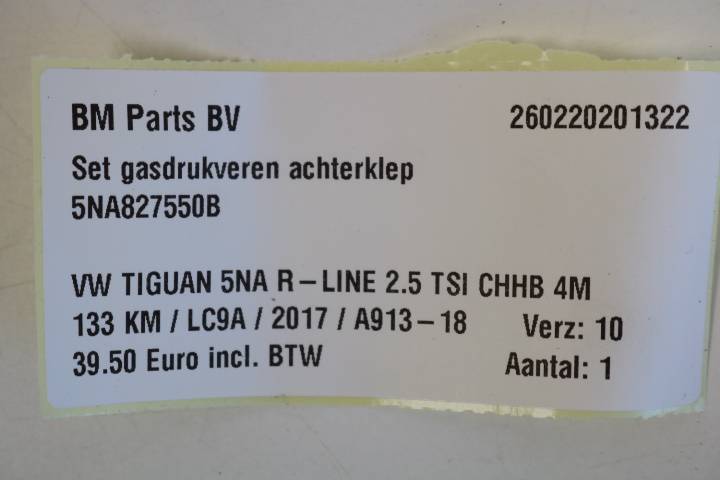 BM Parts BV 260220201322
Set gasdrukveren achterklep
5NA827550B
VW TIGUAN 5NA R-LINE 2.5 TSI CHHB 4M
133 KM / LC9A / 2017 / A913-18 Verz: 10
39.50 Euro incl. BTW Aantal: 1